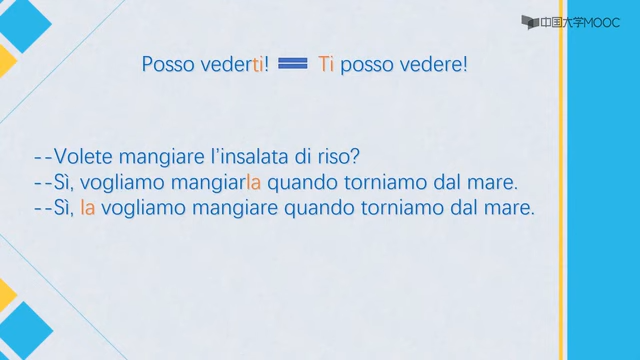 中国大学MOOC
Posso vederti! = Ti posso vedere!
--Volete mangiare l’insalata di riso?
--Sì, vogliamo mangiarla quando torniamo dal mare.
--Sì, la vogliamo mangiare quando torniamo dal mare.